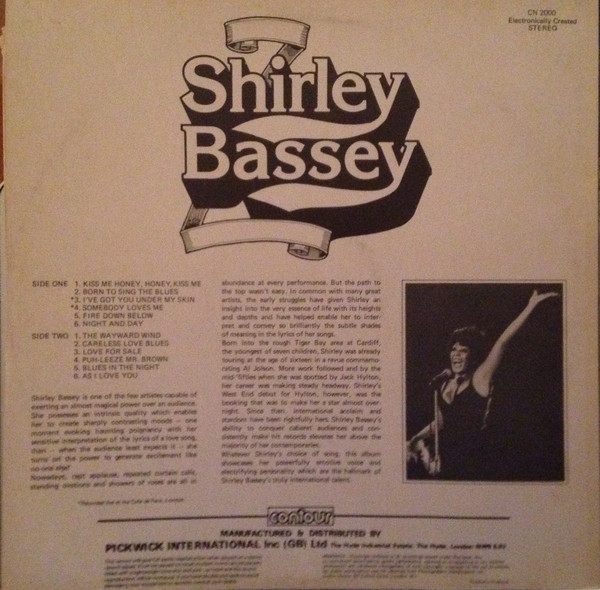 CN 2000
Electronically Created
STEREO
Shirley
Bassey
SIDE ONE 1. KISS ME HONEY, HONEY, KISS ME
2. BORN TO SING THE BLUES
*3. I'VE GOT YOU UNDER MY SKIN
*4. SOMEBODY LOVES ME
5. FIRE DOWN BELOW
6. NIGHT AND DAY
SIDE TWO 1. THE WAYWARD WIND
2. CARELESS LOVE BLUES
3. LOVE FOR SALE
4. PUH-LEEZE MR. BROWN
5. BLUES IN THE NIGHT
6. AS I LOVE YOU
Shirley Bassey is one of the few artistes capable of
exerting an almost magical power over an audience.
She possesses an intrinsic quality which enables
her to create sharply contrasting moods - one
moment evoking haunting poignancy with her
sensitive interpretation of the lyrics of a love song,
then - when the audience least expects it - she
turns on the power to generate excitement like
no-one else!
Nowadays, rapt applause, repeated curtain calls,
standing ovations and showers of roses are all in
abundance at every performance. But the path to
the top wasn't easy. In common with many great
artists, the early struggles have given Shirley an
insight into the very essence of life with its heights
and depths and have helped enable her to inter-
pret and convey so brilliantly the subtle shades
of meaning in the lyrics of her songs.
Born into the rough Tiger Bay area at Cardiff,
the youngest of seven children, Shirley was already
touring at the age of sixteen in a revue commemo-
rating Al Jolson. More work followed and by the
mid-'fifties when she was spotted by Jack Hylton,
her career was making steady headway. Shirley's
West End debut for Hylton, however, was the
booking that was to make her a star almost over-
night. Since then, international acclaim and
stardom have been rightfully hers. Shirley Bassey's
ability to conquer cabaret audiences and con-
sistently make hit records elevates her above the
majority of her contemporaries.
Whatever Shirley's choice of song, this album
showcases her powerfully emotive voice and
electrifying personality which are the hallmark of
Shirley Bassey's truly international talent.
*Recorded live at the Cafe de Paris, London
contour
MANUFACTURED & DISTRIBUTED BY
PICKWICK INTERNATIONAL Inc (GB) Ltd The Hyde Industrial Estate, The Hyde, London NW9 6JU